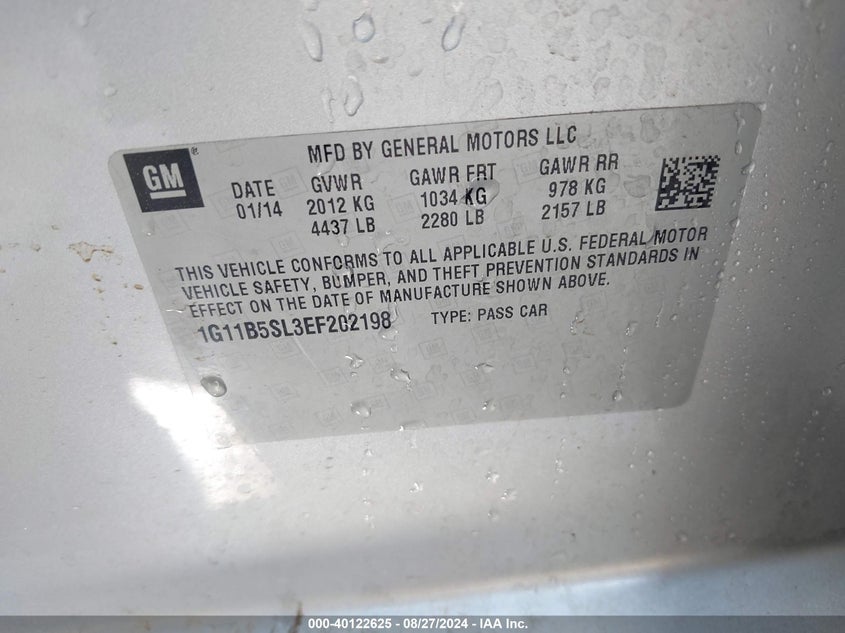 MFD BY GENERAL MOTORS LLC
GM
DATE GVWR GAWR FRT GAWR RR
01/14 2012 KG 1034 KG 978 KG
4437 LB 2280 LB 2157 LB
THIS VEHICLE CONFORMS TO ALL APPLICABLE U.S. FEDERAL MOTOR
VEHICLE SAFETY, BUMPER, AND THEFT PREVENTION STANDARDS IN
EFFECT ON THE DATE OF MANUFACTURE SHOWN ABOVE.
1G11B5SL3EF202198 TYPE: PASS CAR
000-40122625 - 08/27/2024 - IAA Inc.